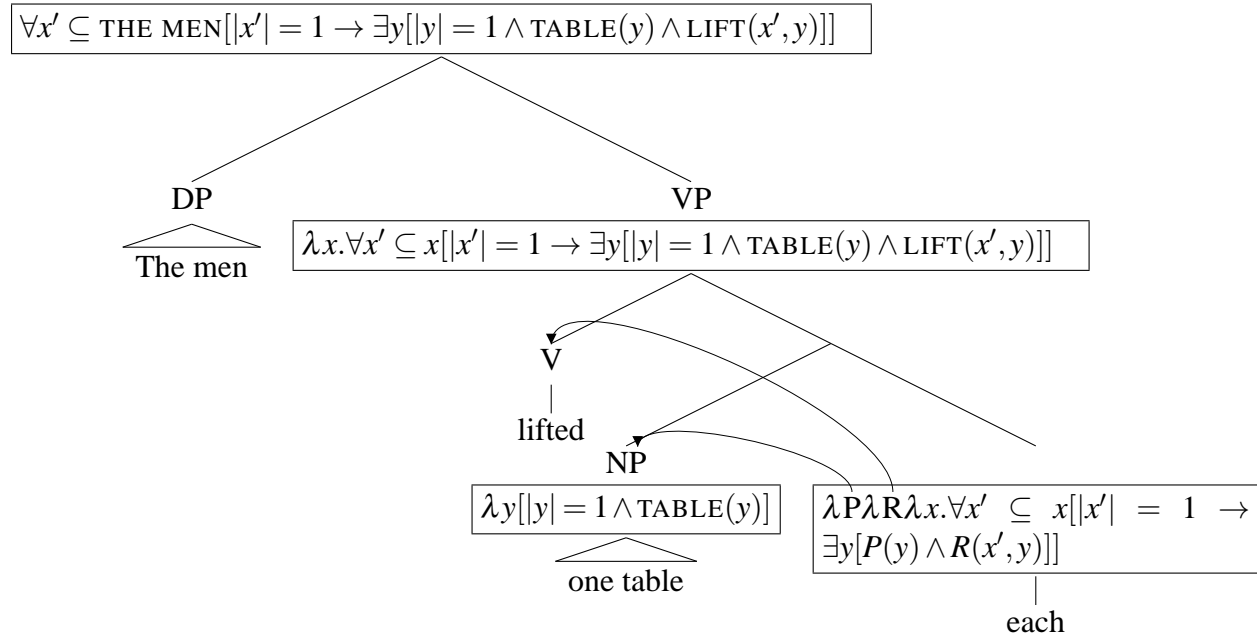 ∀x′ ⊆ THE MEN[|x′| = 1 → ∃y[|y| = 1 ∧ TABLE(y) ∧ LIFT(x′, y)]]
DP
VP
The men
λx.∀x′ ⊆ x[|x′| = 1 → ∃y[|y| = 1 ∧ TABLE(y) ∧ LIFT(x′, y)]]
V
lifted
NP
λy[|y| = 1 ∧ TABLE(y)]
one table
λPλRλx.∀x′ ⊆ x[|x′| = 1 →
∃y[P(y) ∧ R(x′, y)]]
each